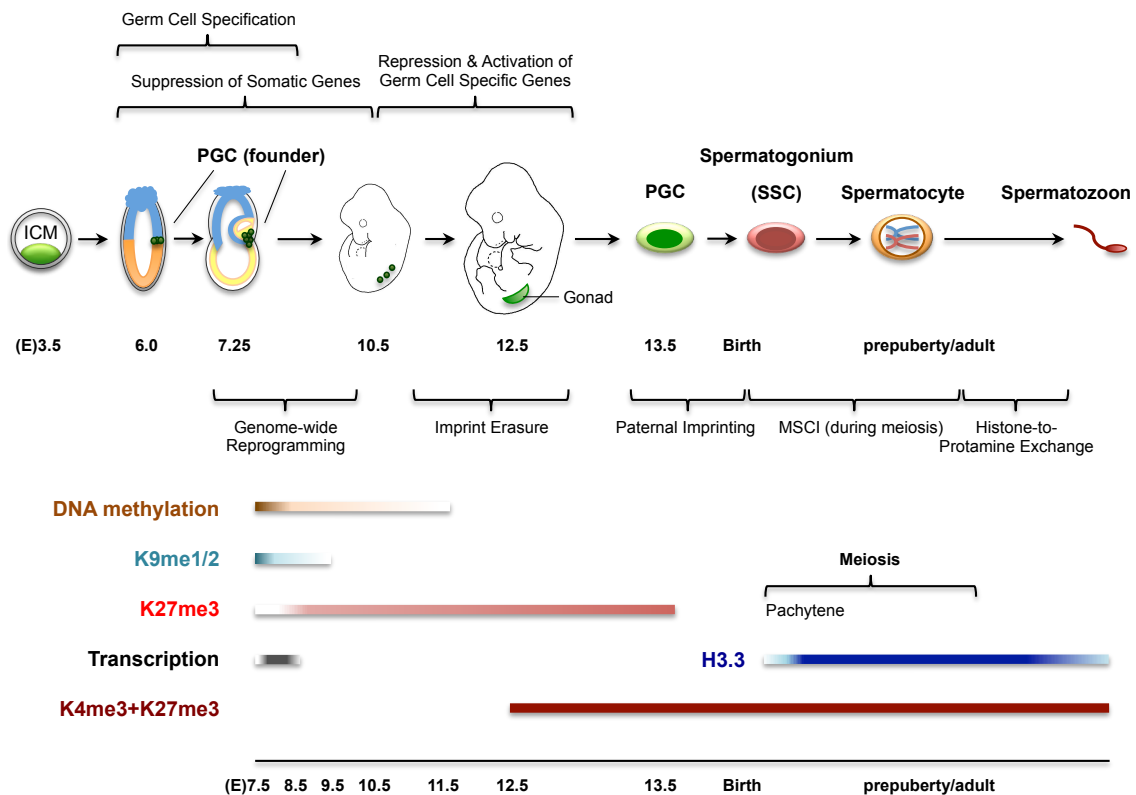 Germ Cell Specification
Suppression of Somatic Genes
Repression & Activation of
Germ Cell Specific Genes
PGC (founder)
Spermatogonium
PGC
(SSC)
Spermatocyte
Spermatozoon
ICM
Gonad
(E)3.5 6.0 7.25 10.5 12.5 13.5 Birth prepuberty/adult
Genome-wide
Reprogramming
Imprint Erasure
Paternal Imprinting
MSCI (during meiosis)
Histone-to-
Protamine Exchange
DNA methylation
K9me1/2
Meiosis
K27me3
Pachytene
Transcription
H3.3
K4me3+K27me3
(E)7.5 8.5 9.5 10.5 11.5 12.5 13.5 Birth prepuberty/adult